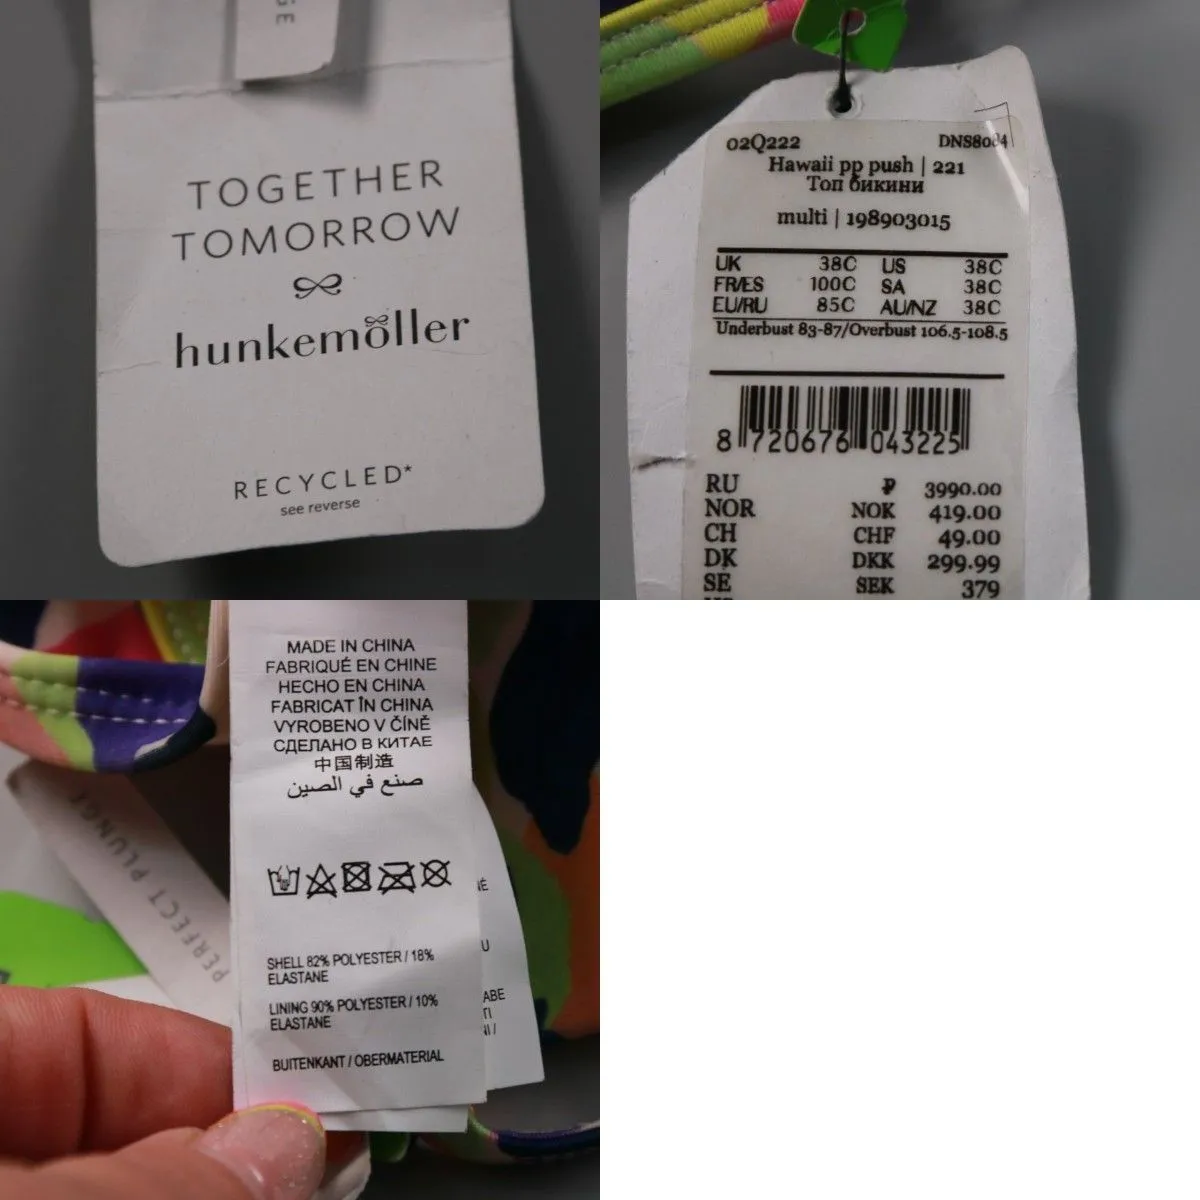 GE
TOGETHER
TOMORROW
hunkemöller
RECYCLED*
see reverse
02Q222 DNS8084
Hawaii pp push | 221
Топ бикини
multi | 198903015
UK 38C US 38C
FR/ES 100C SA 38C
EU/RU 85C AU/NZ 38C
Underbust 83-87/Overbust 106.5-108.5
8 720676 043225
RU ₽ 3990.00
NOR NOK 419.00
CH CHF 49.00
DK DKK 299.99
SE SEK 379
MADE IN CHINA
FABRIQUÉ EN CHINE
HECHO EN CHINA
FABRICAT ÎN CHINA
VYROBENO V ČÍNĚ
СДЕЛАНО В КИТАЕ
中国制造
صنع في الصين
PERFECT PLUNGE
SHELL 82% POLYESTER / 18%
ELASTANE
LINING 90% POLYESTER / 10%
ELASTANE
BUITENKANT / OBERMATERIAL